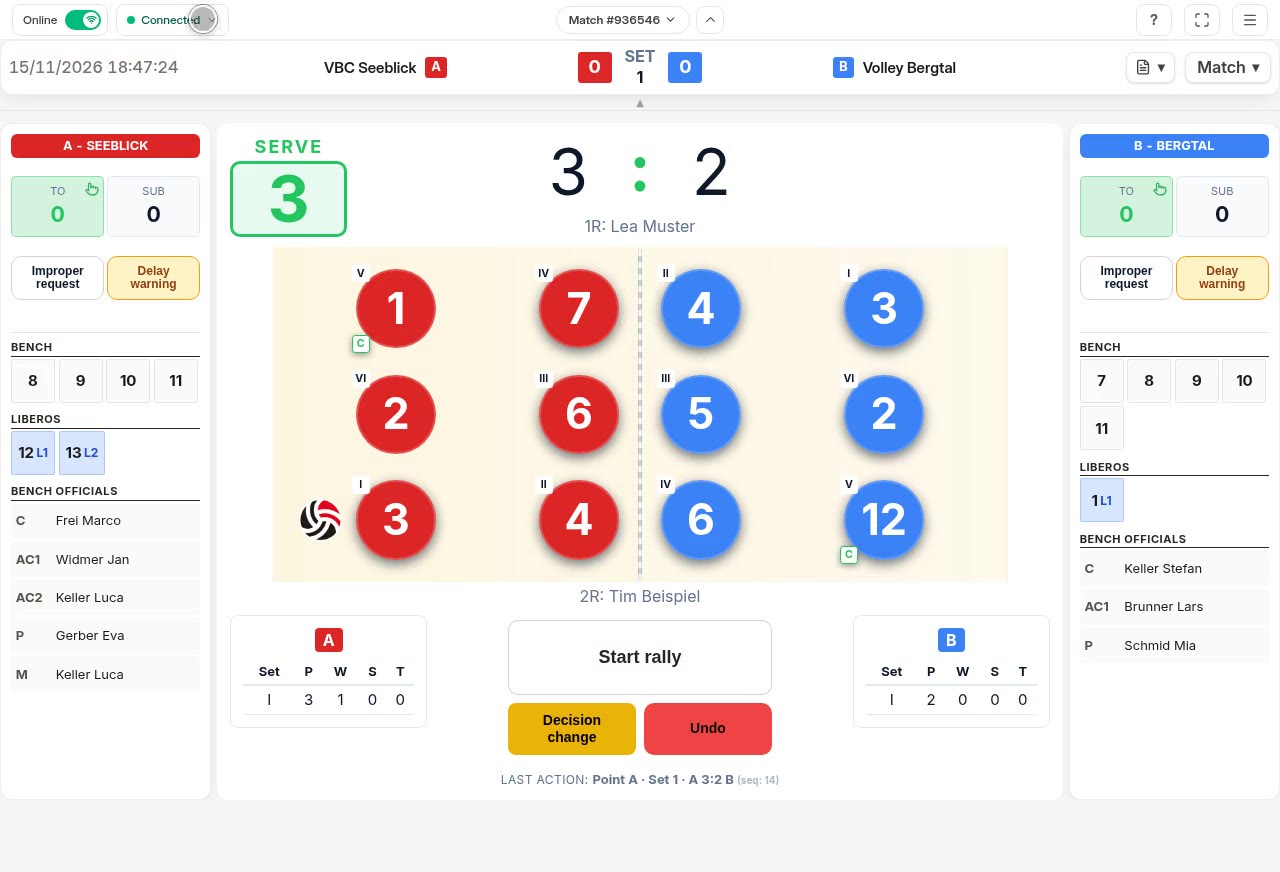 Online
Connected
Match #936546
?
15/11/2026 18:47:24
VBC Seeblick A
0 SET 0
1
B Volley Bergtal
Match ▾
A - SEEBLICK
TO SUB
0 0
Improper request
Delay warning
BENCH
8 9 10 11
LIBEROS
12 L1 13 L2
BENCH OFFICIALS
C Frei Marco
AC1 Widmer Jan
AC2 Keller Luca
P Gerber Eva
M Keller Luca
SERVE
3
3 : 2
1R: Lea Muster
V 1 C IV 7 II 4 I 3
VI 2 III 6 III 5 VI 2
I 3 II 4 IV 6 V 12 C
2R: Tim Beispiel
A
Set P W S T
I 3 1 0 0
Start rally
Decision change
Undo
LAST ACTION: Point A · Set 1 · A 3:2 B (seq: 14)
B
Set P W S T
I 2 0 0 0
B - BERGTAL
TO SUB
0 0
Improper request
Delay warning
BENCH
7 8 9 10
11
LIBEROS
1 L1
BENCH OFFICIALS
C Keller Stefan
AC1 Brunner Lars
P Schmid Mia